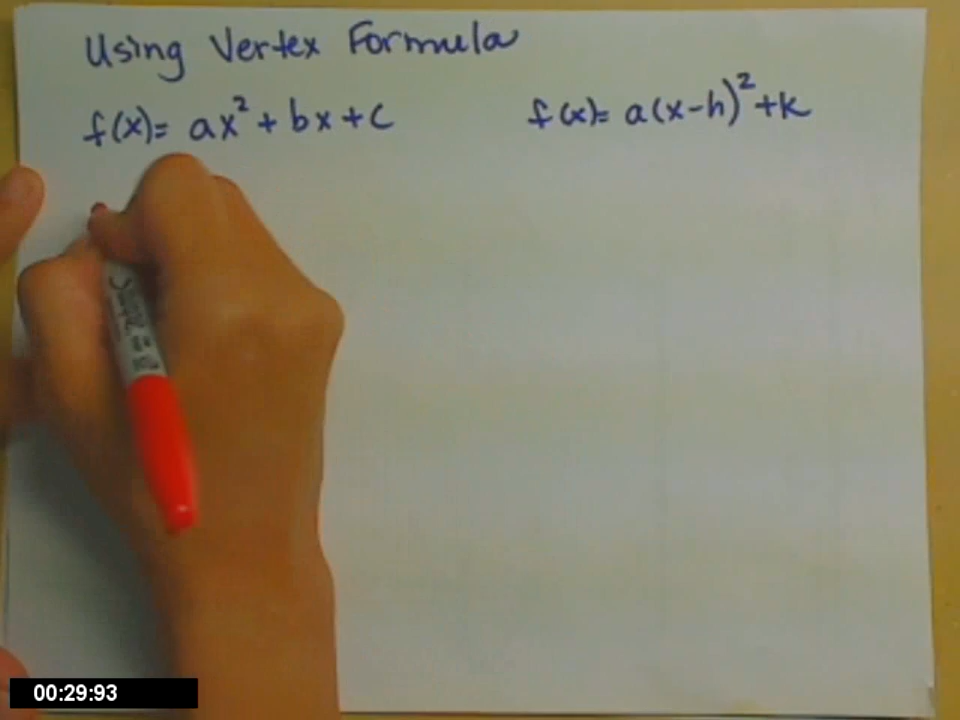 Using Vertex Formula
f(x)= ax² + bx + c
f(x)= a(x-h)² + k
00:29:93